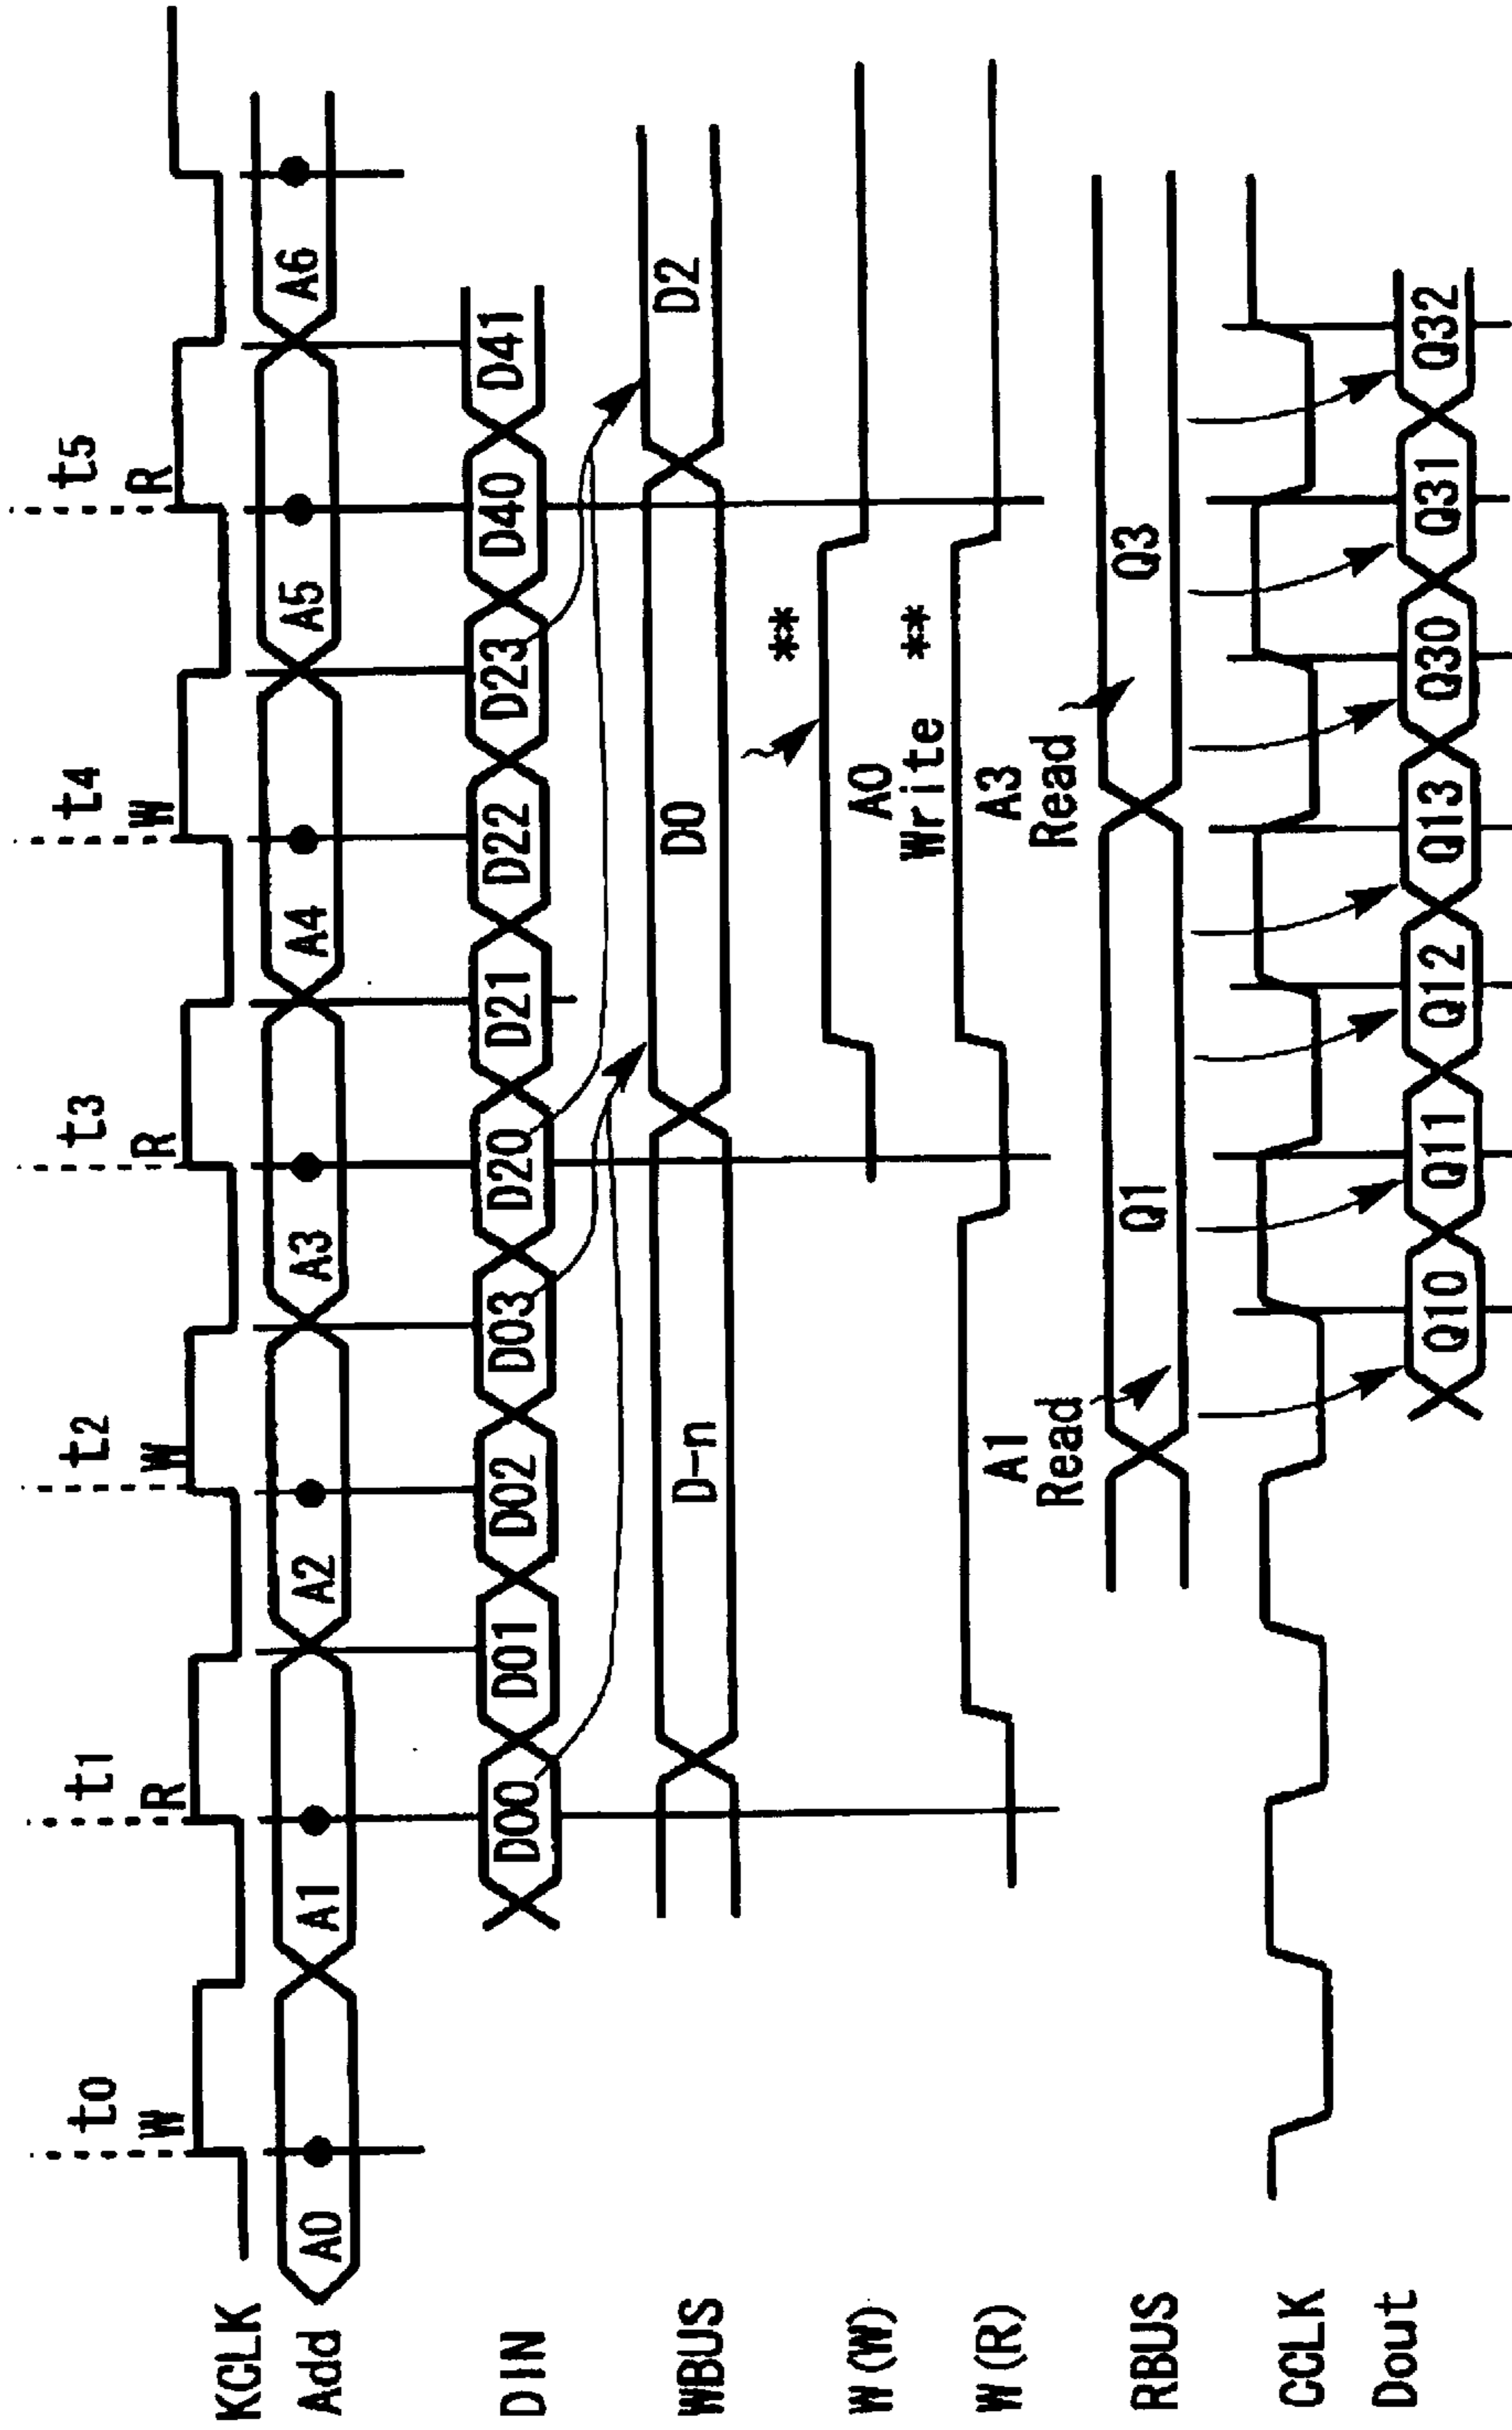 t0 t1 t2 t3 t4 t5
W R W R W R
KCLK
Add A0 A1 A2 A3 A4 A5 A6
DIN D00 D01 D02 D03 D20 D21 D22 D23 D40 D41
WBUS D-n D0 D2
**
W(W) A0
Write **
W(R) A1 A3
Read Read
RBUS Q1 Q3
CCLK
Dout Q10 Q11 Q12 Q13 Q30 Q31 Q32